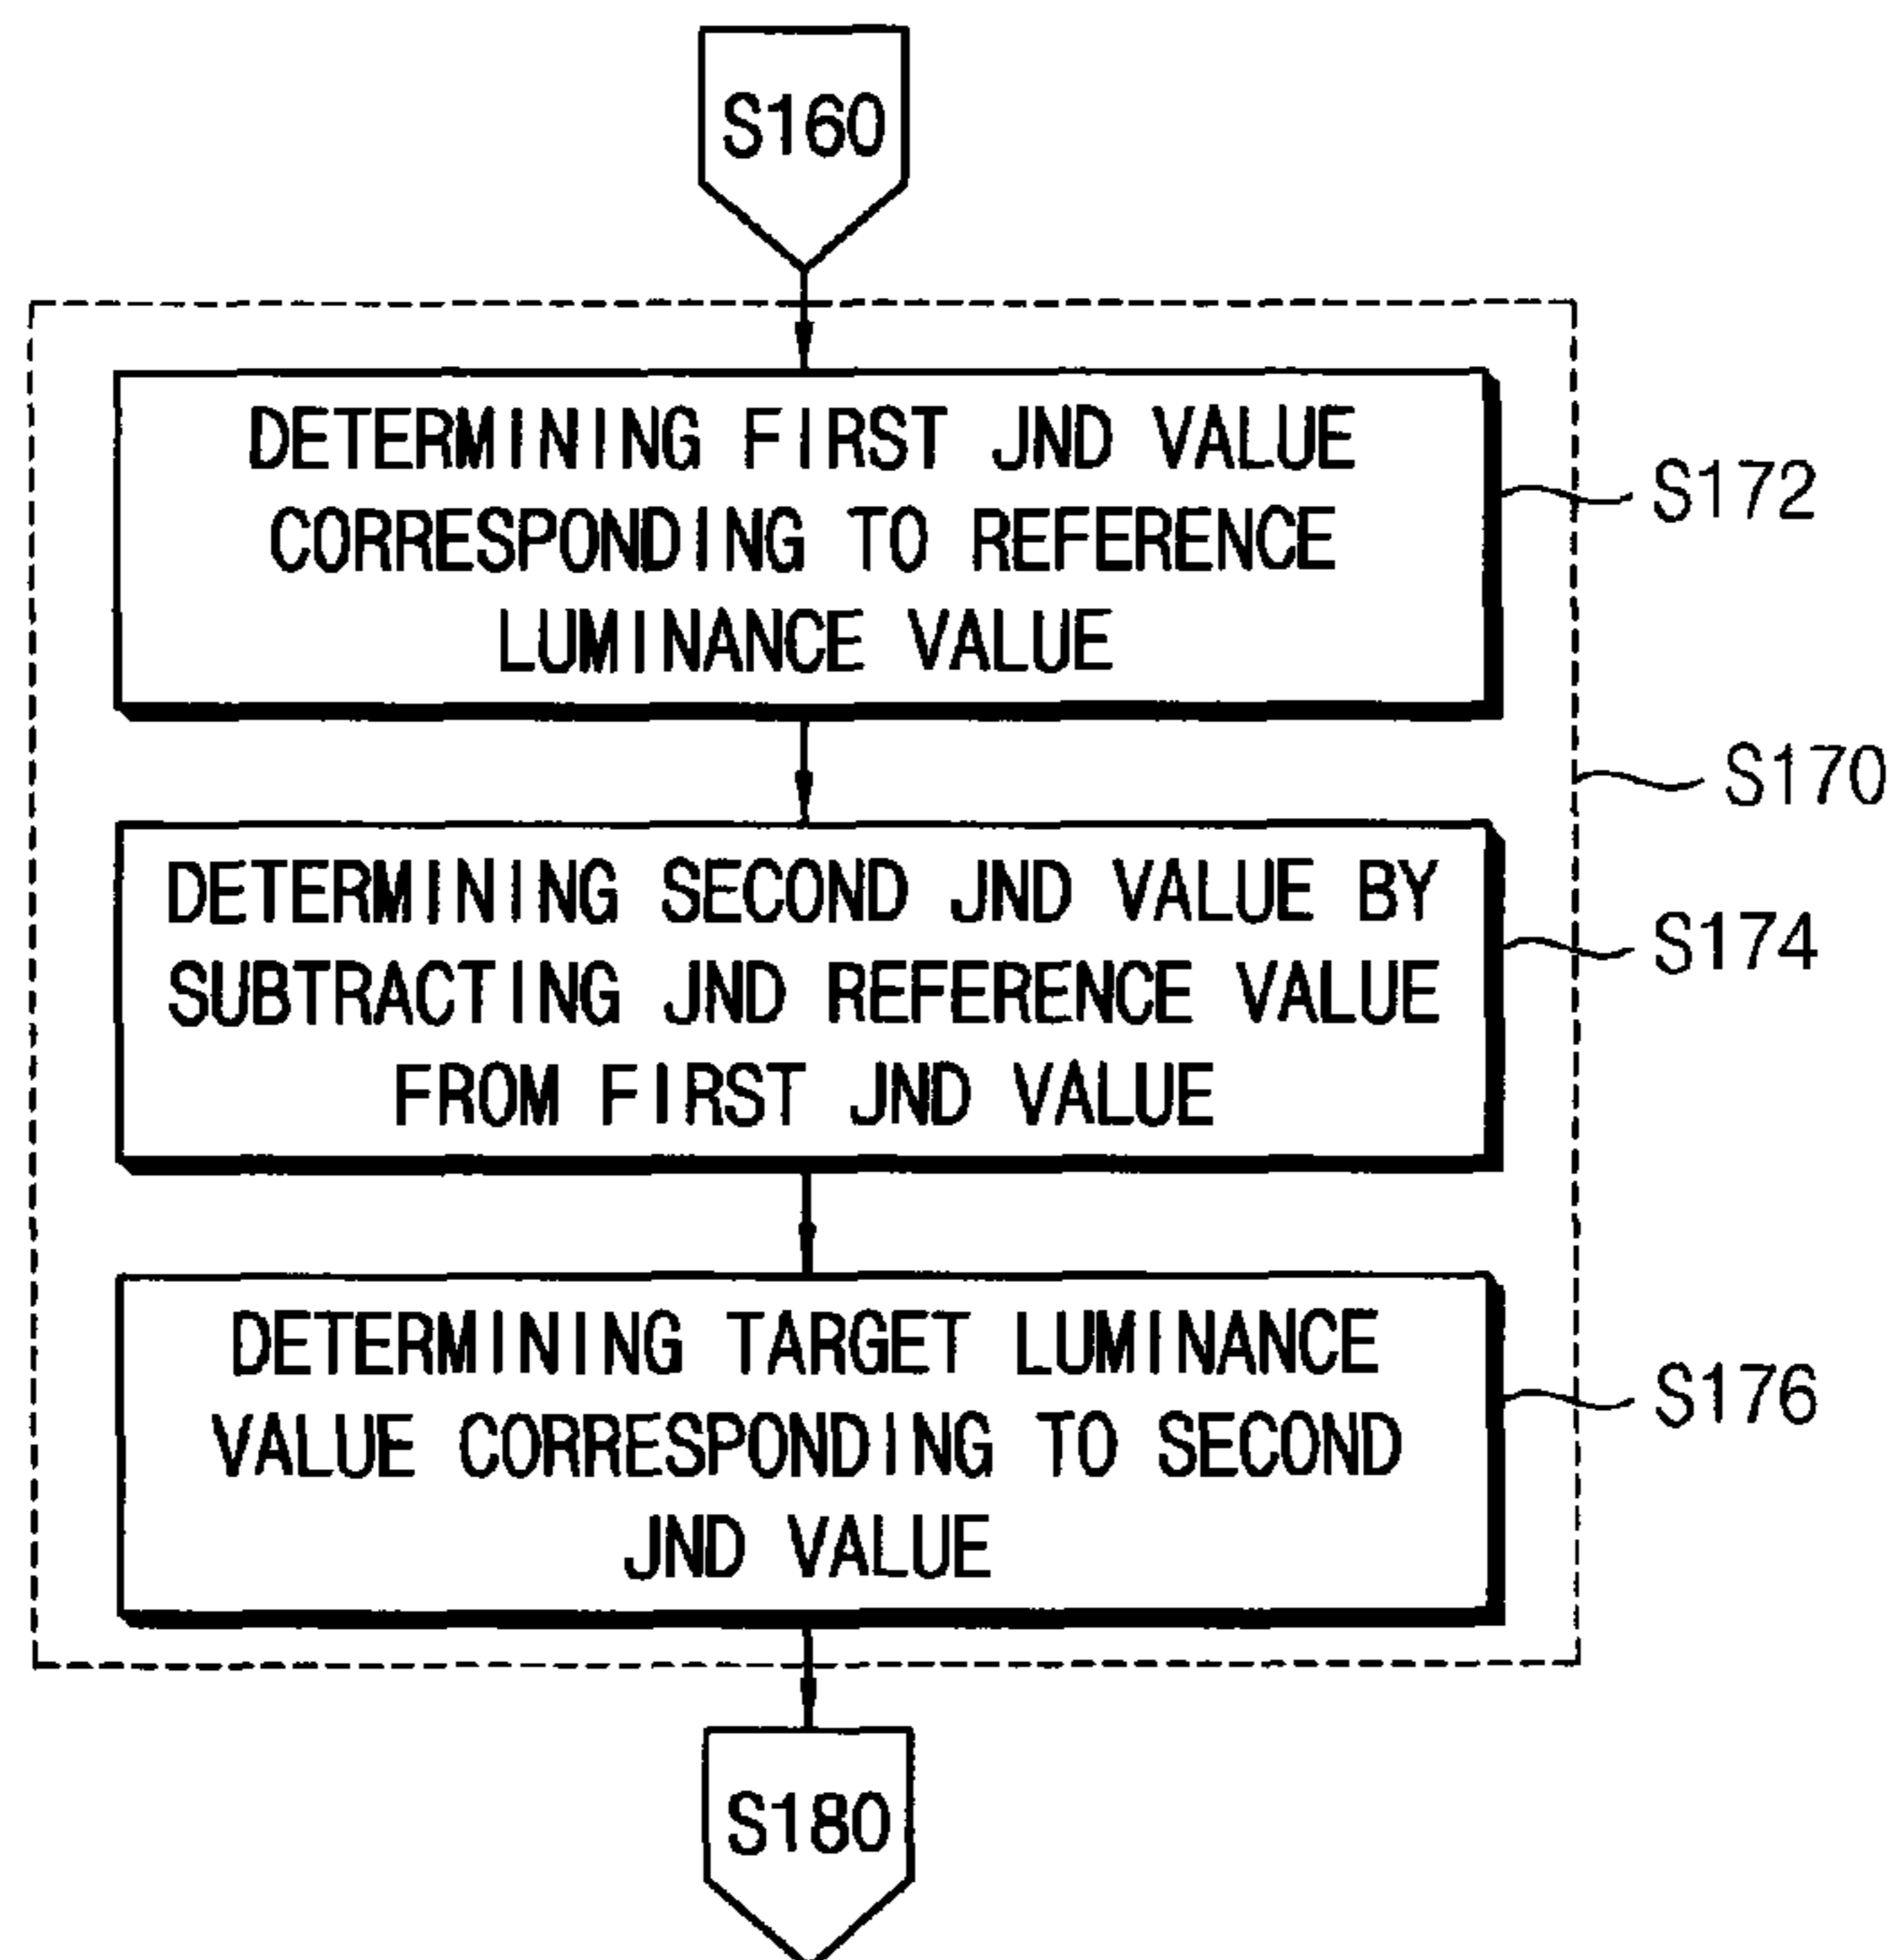 S160
DETERMINING FIRST JND VALUE
CORRESPONDING TO REFERENCE
LUMINANCE VALUE
S172
S170
DETERMINING SECOND JND VALUE BY
SUBTRACTING JND REFERENCE VALUE
FROM FIRST JND VALUE
S174
DETERMINING TARGET LUMINANCE
VALUE CORRESPONDING TO SECOND
JND VALUE
S176
S180